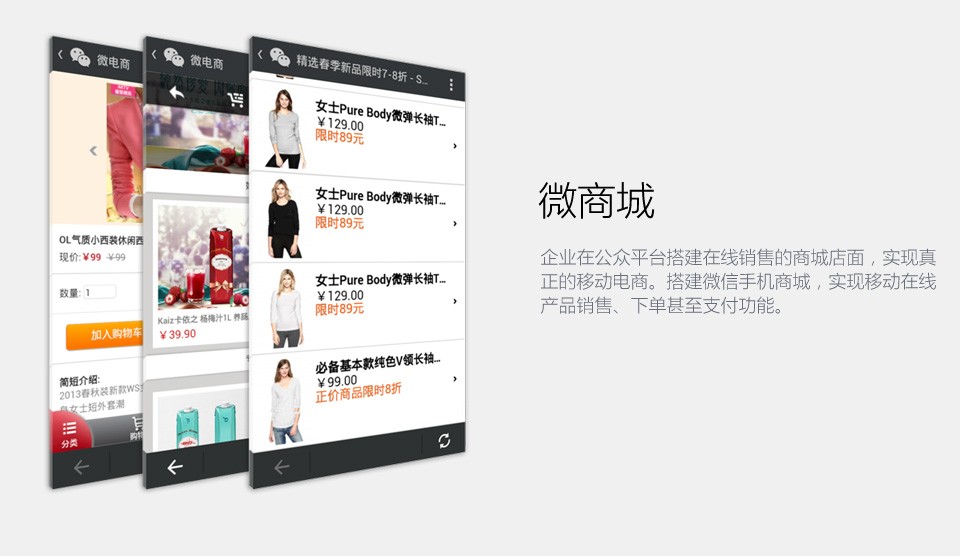 微电商
OL气质小西装休闲西
现价:￥99 ￥99
数量: 1
加入购物车
简短介绍:
2013春秋装新款WS女
身女士短外套潮
分类
购物
微电商
Kaiz卡依之 杨梅汁1L 养肠
￥39.90
精选春季新品限时7-8折 - S...
女士Pure Body微弹长袖T...
￥129.00
限时89元
女士Pure Body微弹长袖T...
￥129.00
限时89元
女士Pure Body微弹长袖T...
￥129.00
限时89元
必备基本款纯色V领长袖...
￥99.00
正价商品限时8折
微商城
企业在公众平台搭建在线销售的商城店面，实现真
正的移动电商。搭建微信手机商城，实现移动在线
产品销售、下单甚至支付功能。